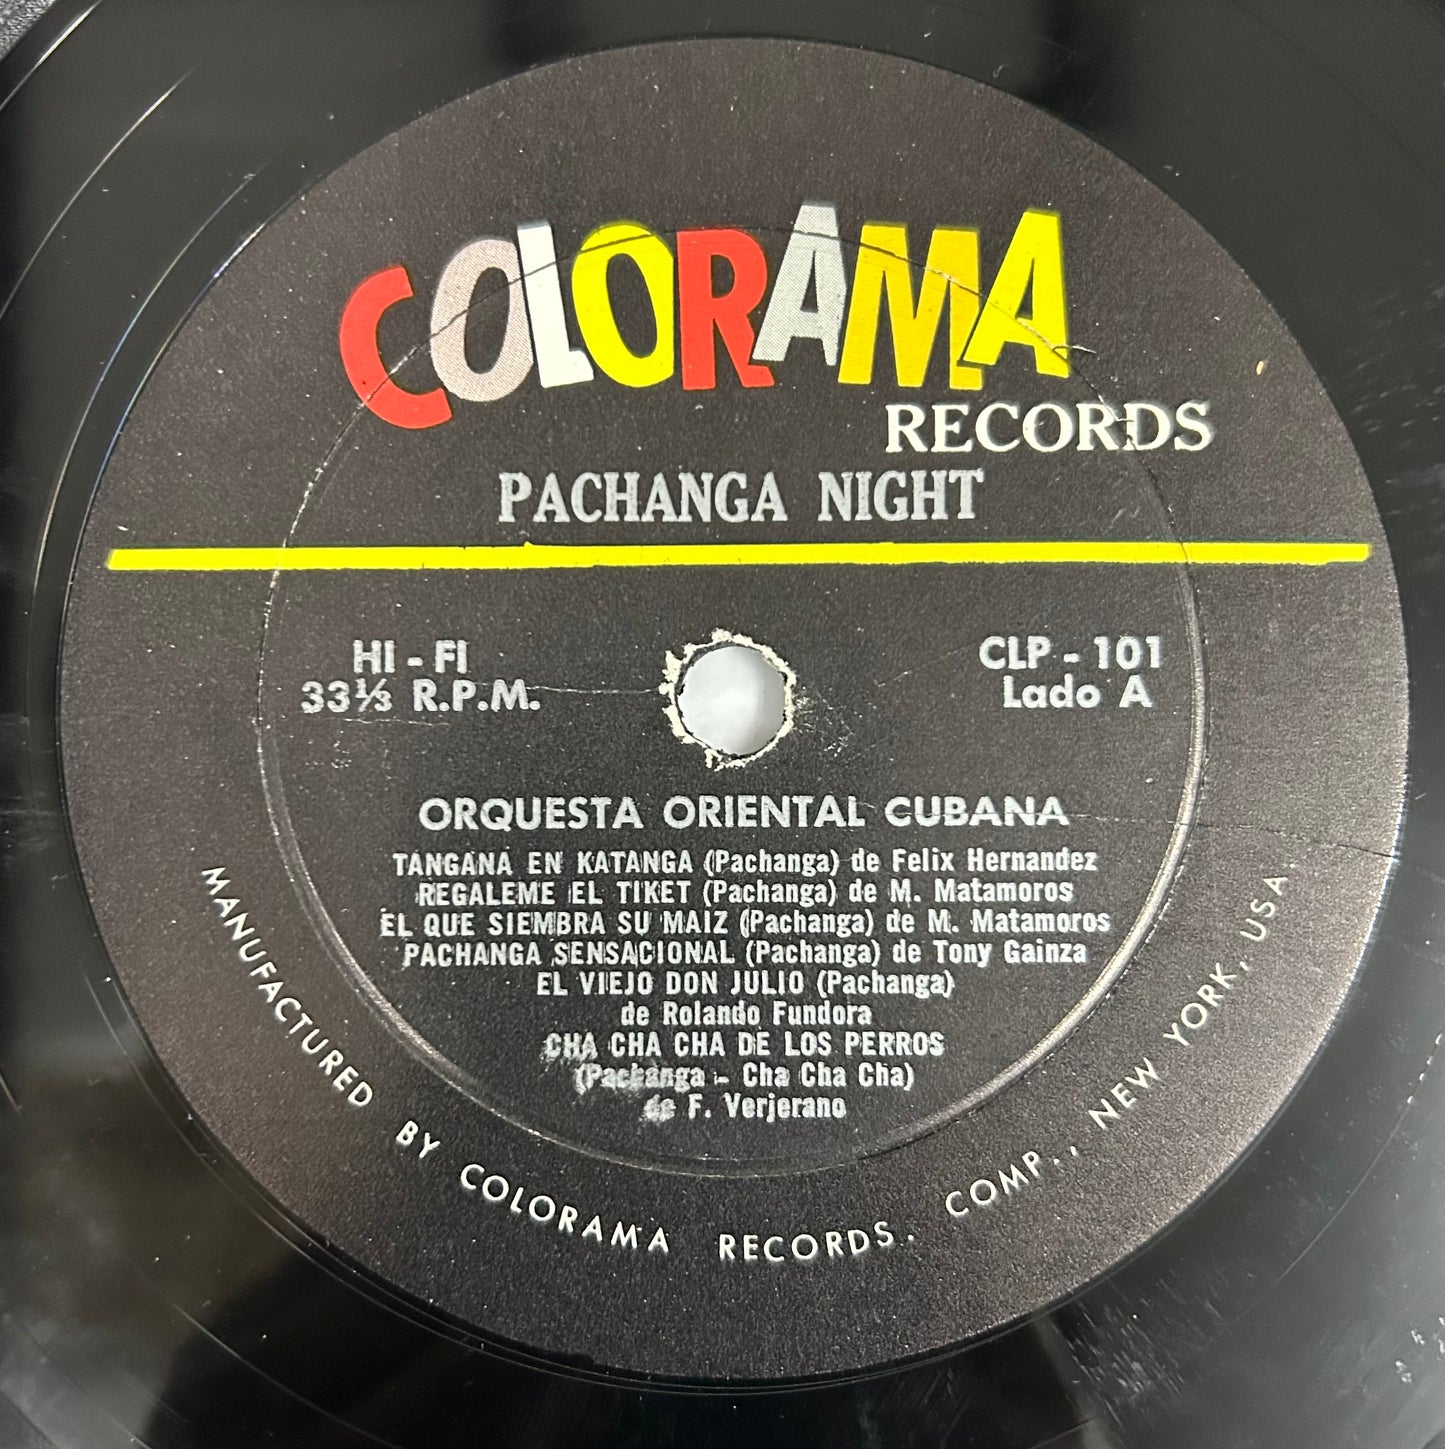 COLORAMA
RECORDS
PACHANGA NIGHT
HI - FI
33⅓ R.P.M.
CLP - 101
Lado A
ORQUESTA ORIENTAL CUBANA
TANGANA EN KATANGA (Pachanga) de Felix Hernandez
REGALEME EL TIKET (Pachanga) de M. Matamoros
EL QUE SIEMBRA SU MAIZ (Pachanga) de M. Matamoros
PACHANGA SENSACIONAL (Pachanga) de Tony Gainza
EL VIEJO DON JULIO (Pachanga)
de Rolando Fundora
CHA CHA CHA DE LOS PERROS
(Pachanga - Cha Cha Cha)
de F. Verjerano
MANUFACTURED BY COLORAMA RECORDS. COMP., NEW YORK, USA.